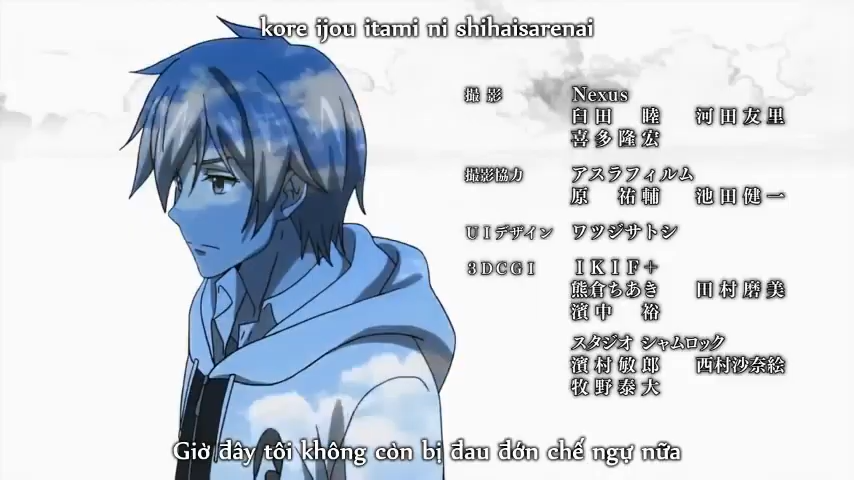 kore ijou itami ni shihaisarenai
撮影 Nexus
臼田 睦 河田友里
喜多隆宏
撮影協力 アスラフィルム
原 祐輔 池田健一
UIデザイン ワツジサトシ
3DCGI IKIF+
熊倉ちあき 田村磨美
濱中 裕
スタジオ シャムロック
濱村敏郎 西村沙奈絵
牧野泰大
Giờ đây tôi không còn bị đau đớn chế ngự nữa